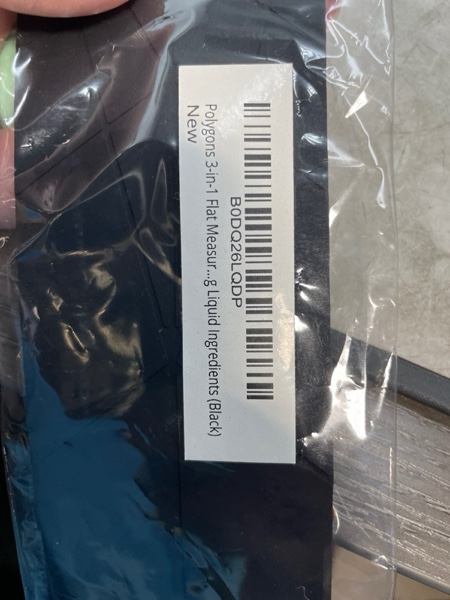 B0DQ26LQDP
Polygons 3-in-1 Flat Measur...g Liquid Ingredients (Black)
New